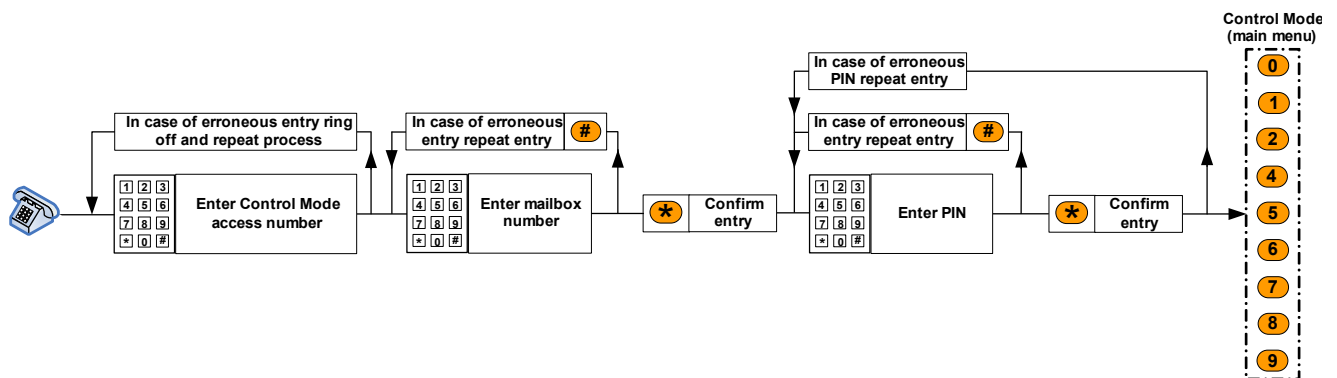 Control Mode
(main menu)
In case of erroneous
PIN repeat entry
In case of erroneous entry ring
off and repeat process
In case of erroneous
entry repeat entry
#
In case of erroneous
entry repeat entry
#
1 2 3
4 5 6
7 8 9
* 0 #
Enter Control Mode
access number
1 2 3
4 5 6
7 8 9
* 0 #
Enter mailbox
number
*
Confirm
entry
1 2 3
4 5 6
7 8 9
* 0 #
Enter PIN
*
Confirm
entry
0
1
2
4
5
6
7
8
9